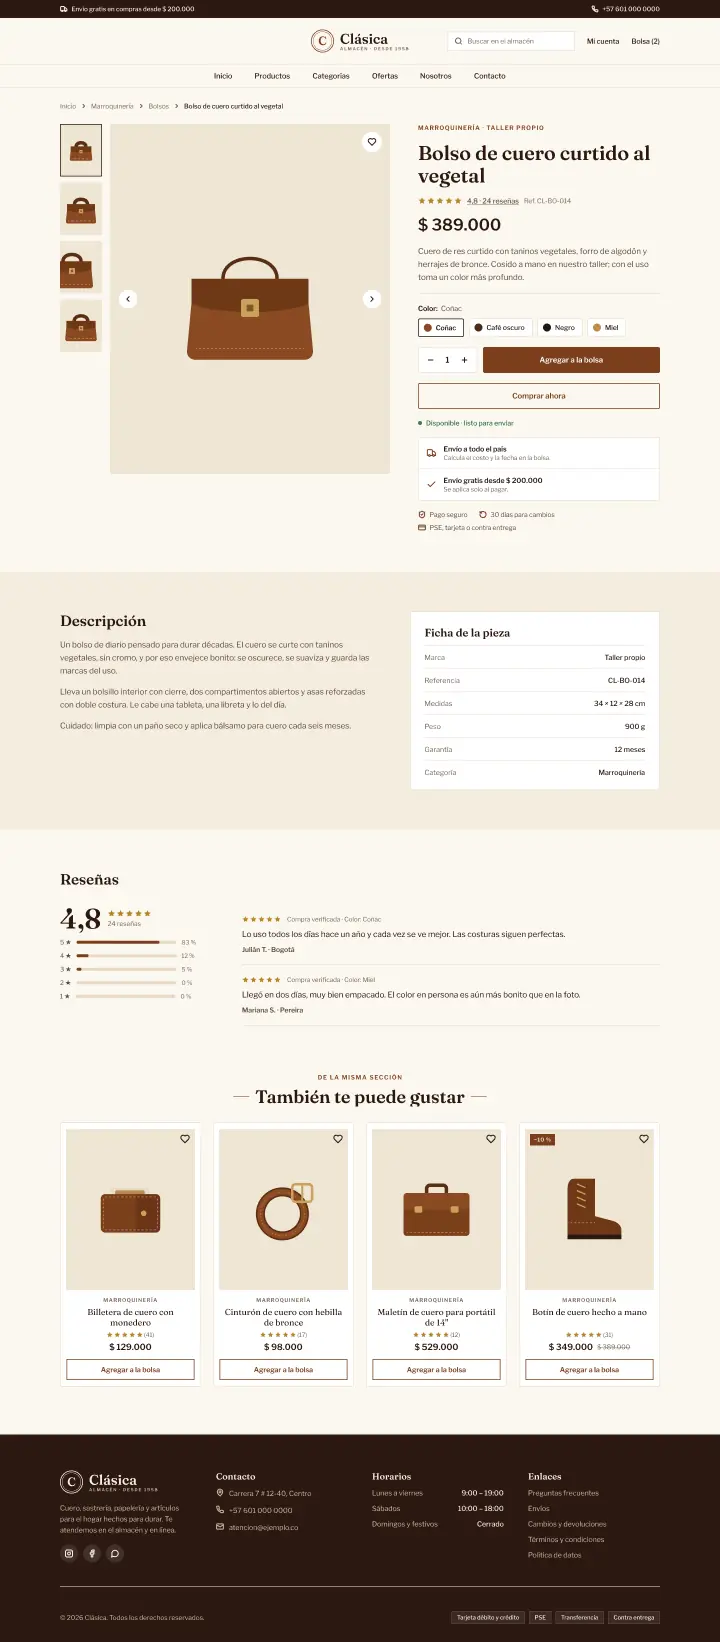 Envío gratis en compras desde $ 200.000
+57 601 000 0000
C Clásica
ALMACÉN · DESDE 1958
Buscar en el almacén
Mi cuenta
Bolsa (2)
Inicio Productos Categorías Ofertas Nosotros Contacto
Inicio > Marroquinería > Bolsos > Bolso de cuero curtido al vegetal
MARROQUINERÍA · TALLER PROPIO
Bolso de cuero curtido al
vegetal
★★★★★ 4,8 · 24 reseñas Ref. CL-BO-014
$ 389.000
Cuero de res curtido con taninos vegetales, forro de algodón y
herrajes de bronce. Cosido a mano en nuestro taller; con el uso
toma un color más profundo.
Color: Coñac
Coñac Café oscuro Negro Miel
− 1 +
Agregar a la bolsa
Comprar ahora
Disponible · listo para enviar
Envío a todo el país
Calcula el costo y la fecha en la bolsa.
Envío gratis desde $ 200.000
Se aplica solo al pagar.
Pago seguro 30 días para cambios
PSE, tarjeta o contra entrega
Descripción
Un bolso de diario pensado para durar décadas. El cuero se curte con taninos
vegetales, sin cromo, y por eso envejece bonito: se oscurece, se suaviza y guarda las
marcas del uso.
Lleva un bolsillo interior con cierre, dos compartimentos abiertos y asas reforzadas
con doble costura. Le cabe una tableta, una libreta y lo del día.
Cuidado: limpia con un paño seco y aplica bálsamo para cuero cada seis meses.
Ficha de la pieza
Marca Taller propio
Referencia CL-BO-014
Medidas 34 × 12 × 28 cm
Peso 900 g
Garantía 12 meses
Categoría Marroquinería
Reseñas
4,8 ★★★★★
24 reseñas
5 ★ 83 %
4 ★ 12 %
3 ★ 5 %
2 ★ 0 %
1 ★ 0 %
★★★★★ Compra verificada · Color: Coñac
Lo uso todos los días hace un año y cada vez se ve mejor. Las costuras siguen perfectas.
Julián T. · Bogotá
★★★★★ Compra verificada · Color: Miel
Llegó en dos días, muy bien empacado. El color en persona es aún más bonito que en la foto.
Mariana S. · Pereira
DE LA MISMA SECCIÓN
También te puede gustar
MARROQUINERÍA
Billetera de cuero con
monedero
★★★★★ (41)
$ 129.000
Agregar a la bolsa
MARROQUINERÍA
Cinturón de cuero con hebilla
de bronce
★★★★★ (17)
$ 98.000
Agregar a la bolsa
MARROQUINERÍA
Maletín de cuero para portátil
de 14"
★★★★★ (12)
$ 529.000
Agregar a la bolsa
−10 %
MARROQUINERÍA
Botín de cuero hecho a mano
★★★★★ (31)
$ 349.000 $ 389.000
Agregar a la bolsa
C Clásica
ALMACÉN · DESDE 1958
Cuero, sastrería, papelería y artículos
para el hogar hechos para durar. Te
atendemos en el almacén y en línea.
Contacto
Carrera 7 # 12-40, Centro
+57 601 000 0000
atencion@ejemplo.co
Horarios
Lunes a viernes 9:00 – 19:00
Sábados 10:00 – 18:00
Domingos y festivos Cerrado
Enlaces
Preguntas frecuentes
Envíos
Cambios y devoluciones
Términos y condiciones
Política de datos
© 2026 Clásica. Todos los derechos reservados.
Tarjeta débito y crédito PSE Transferencia Contra entrega